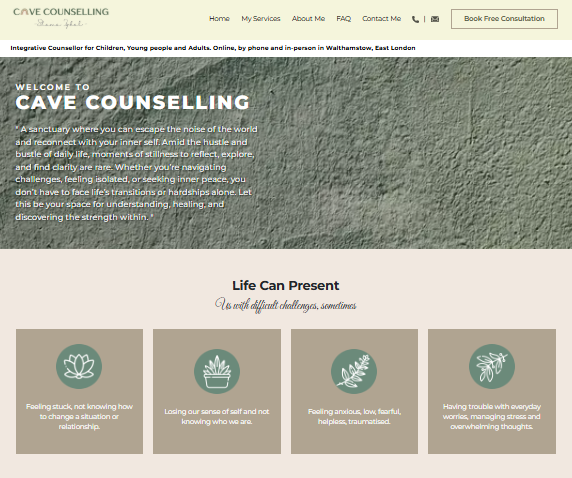 CAVE COUNSELLING
Home My Services About Me FAQ Contact Me | Book Free Consultation
Integrative Counsellor for Children, Young people and Adults. Online, by phone and in-person in Walthamstow, East London
WELCOME TO
CAVE COUNSELLING
" A sanctuary where you can escape the noise of the world
and reconnect with your inner self. Amid the hustle and
bustle of daily life, moments of stillness to reflect, explore,
and find clarity are rare. Whether you're navigating
challenges, feeling isolated, or seeking inner peace, you
don't have to face life's transitions or hardships alone. Let
this be your space for understanding, healing, and
discovering the strength within. "
Life Can Present
Us with difficult challenges, sometimes
Feeling stuck, not knowing how
to change a situation or
relationship.
Losing our sense of self and not
knowing who we are.
Feeling anxious, low, fearful,
helpless, traumatised.
Having trouble with everyday
worries, managing stress and
overwhelming thoughts.